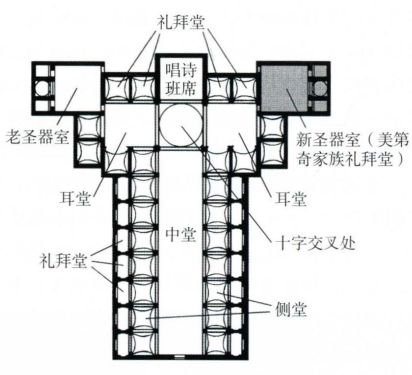 礼拜堂
唱诗
班席
老圣器室
新圣器室（美第
奇家族礼拜堂）
耳堂
耳堂
中堂
十字交叉处
礼拜堂
侧堂